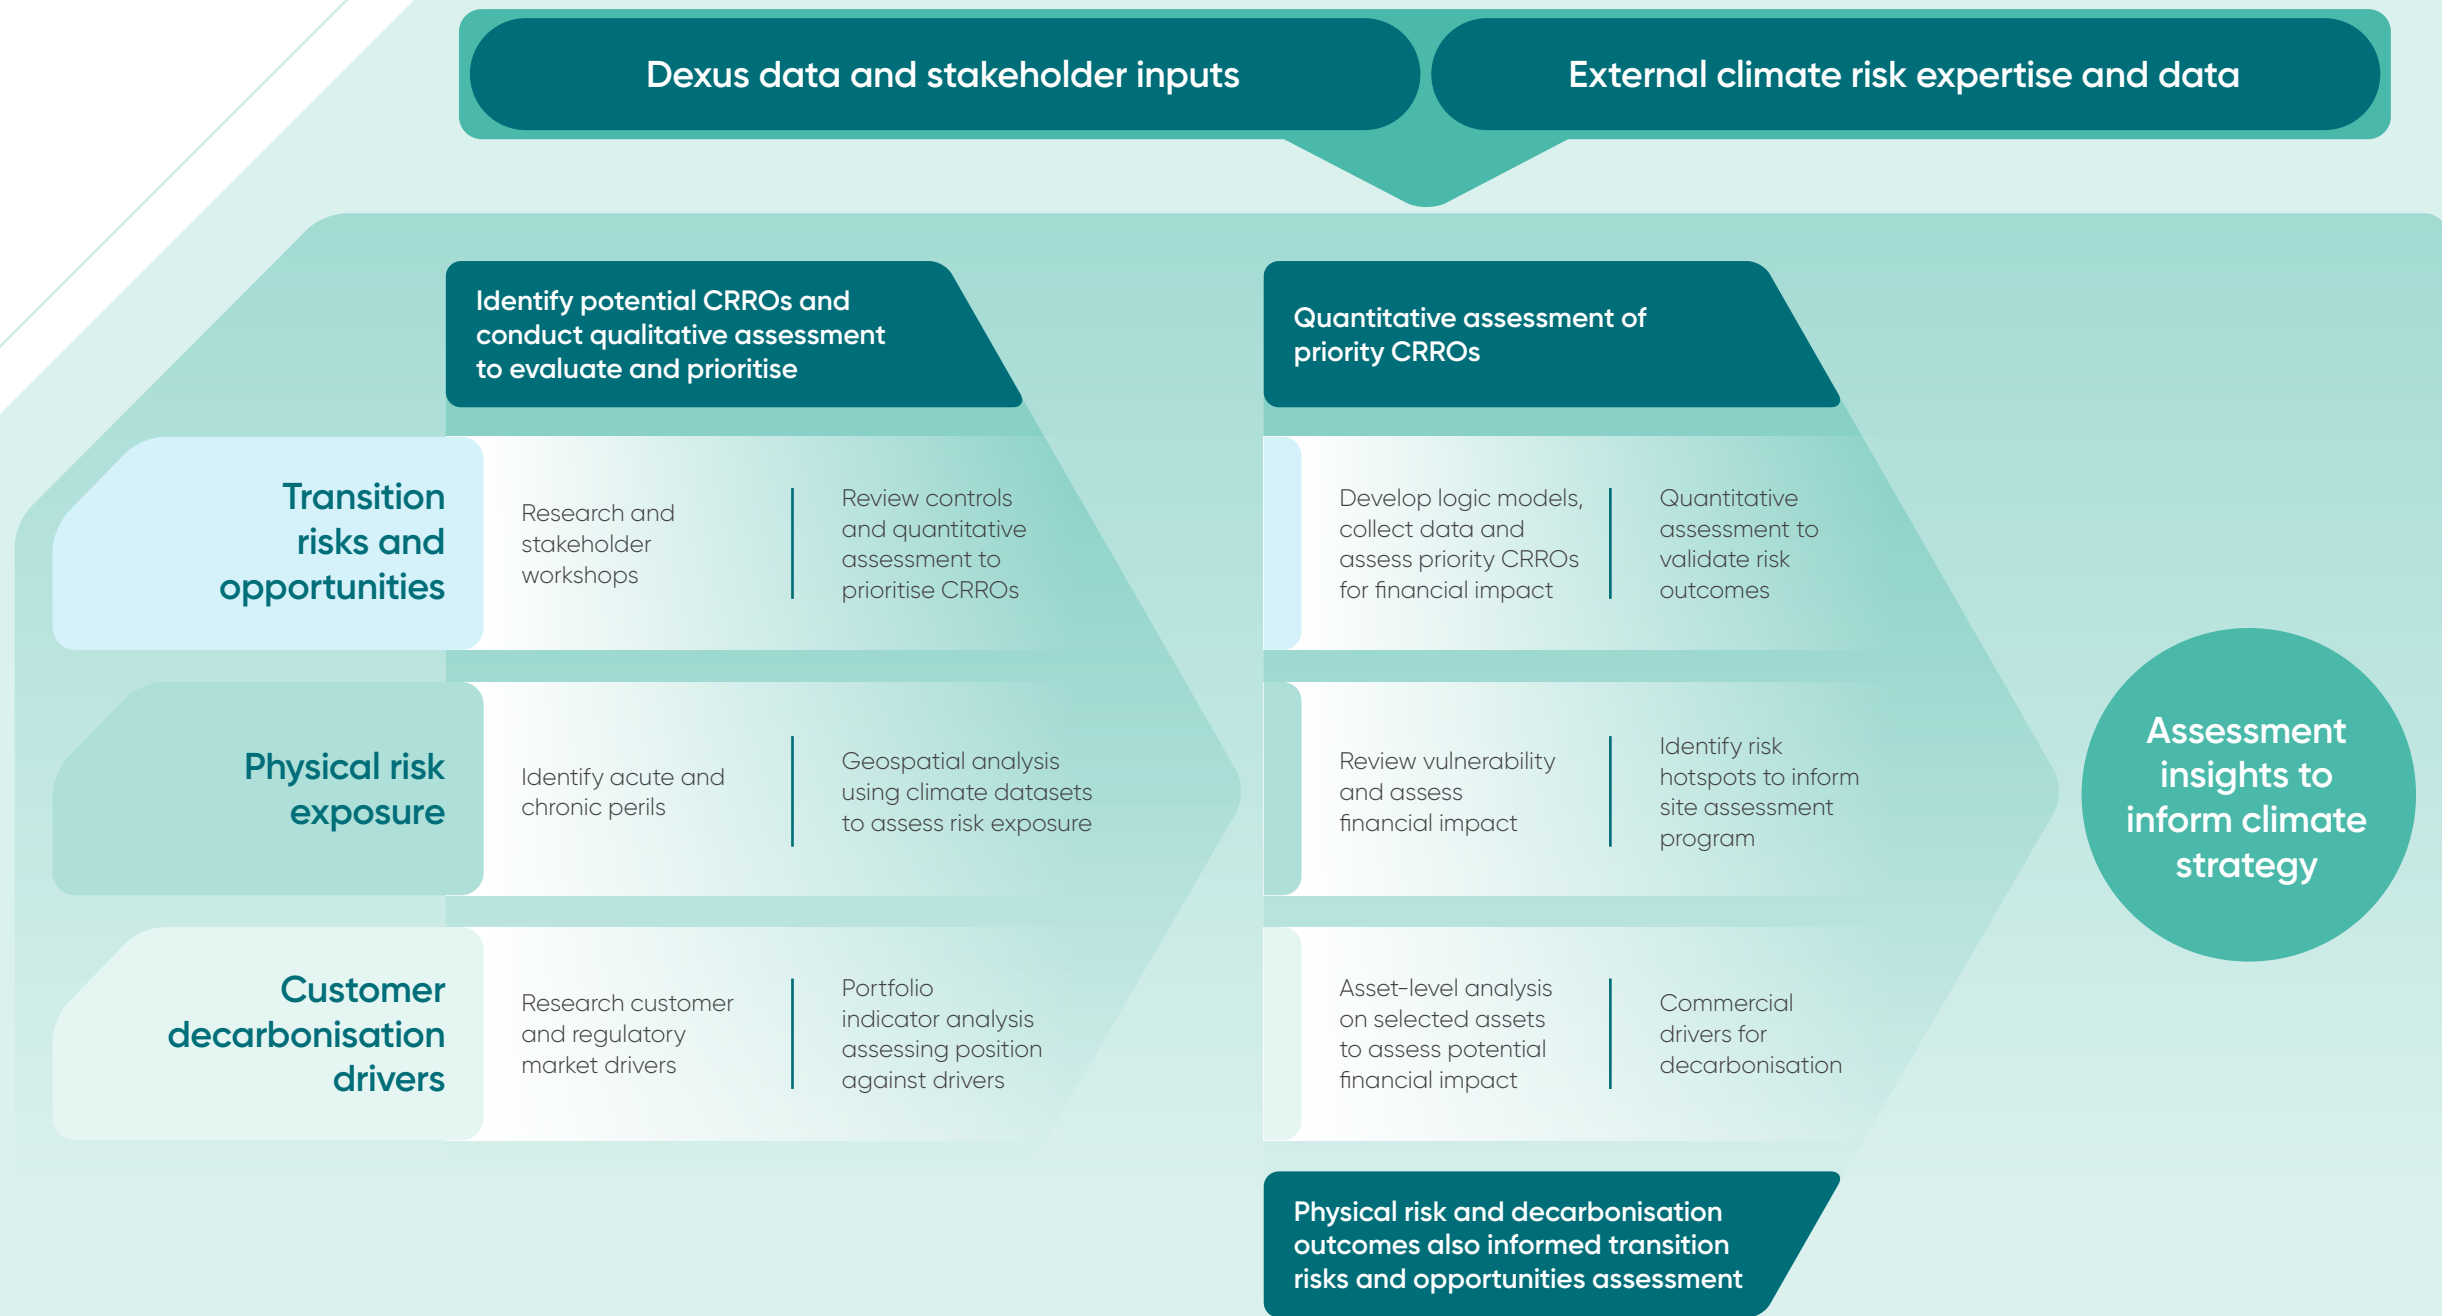 Dexus data and stakeholder inputs
External climate risk expertise and data
Identify potential CRROs and
conduct qualitative assessment
to evaluate and prioritise
Quantitative assessment of
priority CRROs
Transition
risks and
opportunities
Research and
stakeholder
workshops
Review controls
and quantitative
assessment to
prioritise CRROs
Develop logic models,
collect data and
assess priority CRROs
for financial impact
Quantitative
assessment to
validate risk
outcomes
Physical risk
exposure
Identify acute and
chronic perils
Geospatial analysis
using climate datasets
to assess risk exposure
Review vulnerability
and assess
financial impact
Identify risk
hotspots to inform
site assessment
program
Customer
decarbonisation
drivers
Research customer
and regulatory
market drivers
Portfolio
indicator analysis
assessing position
against drivers
Asset-level analysis
on selected assets
to assess potential
financial impact
Commercial
drivers for
decarbonisation
Assessment
insights to
inform climate
strategy
Physical risk and decarbonisation
outcomes also informed transition
risks and opportunities assessment